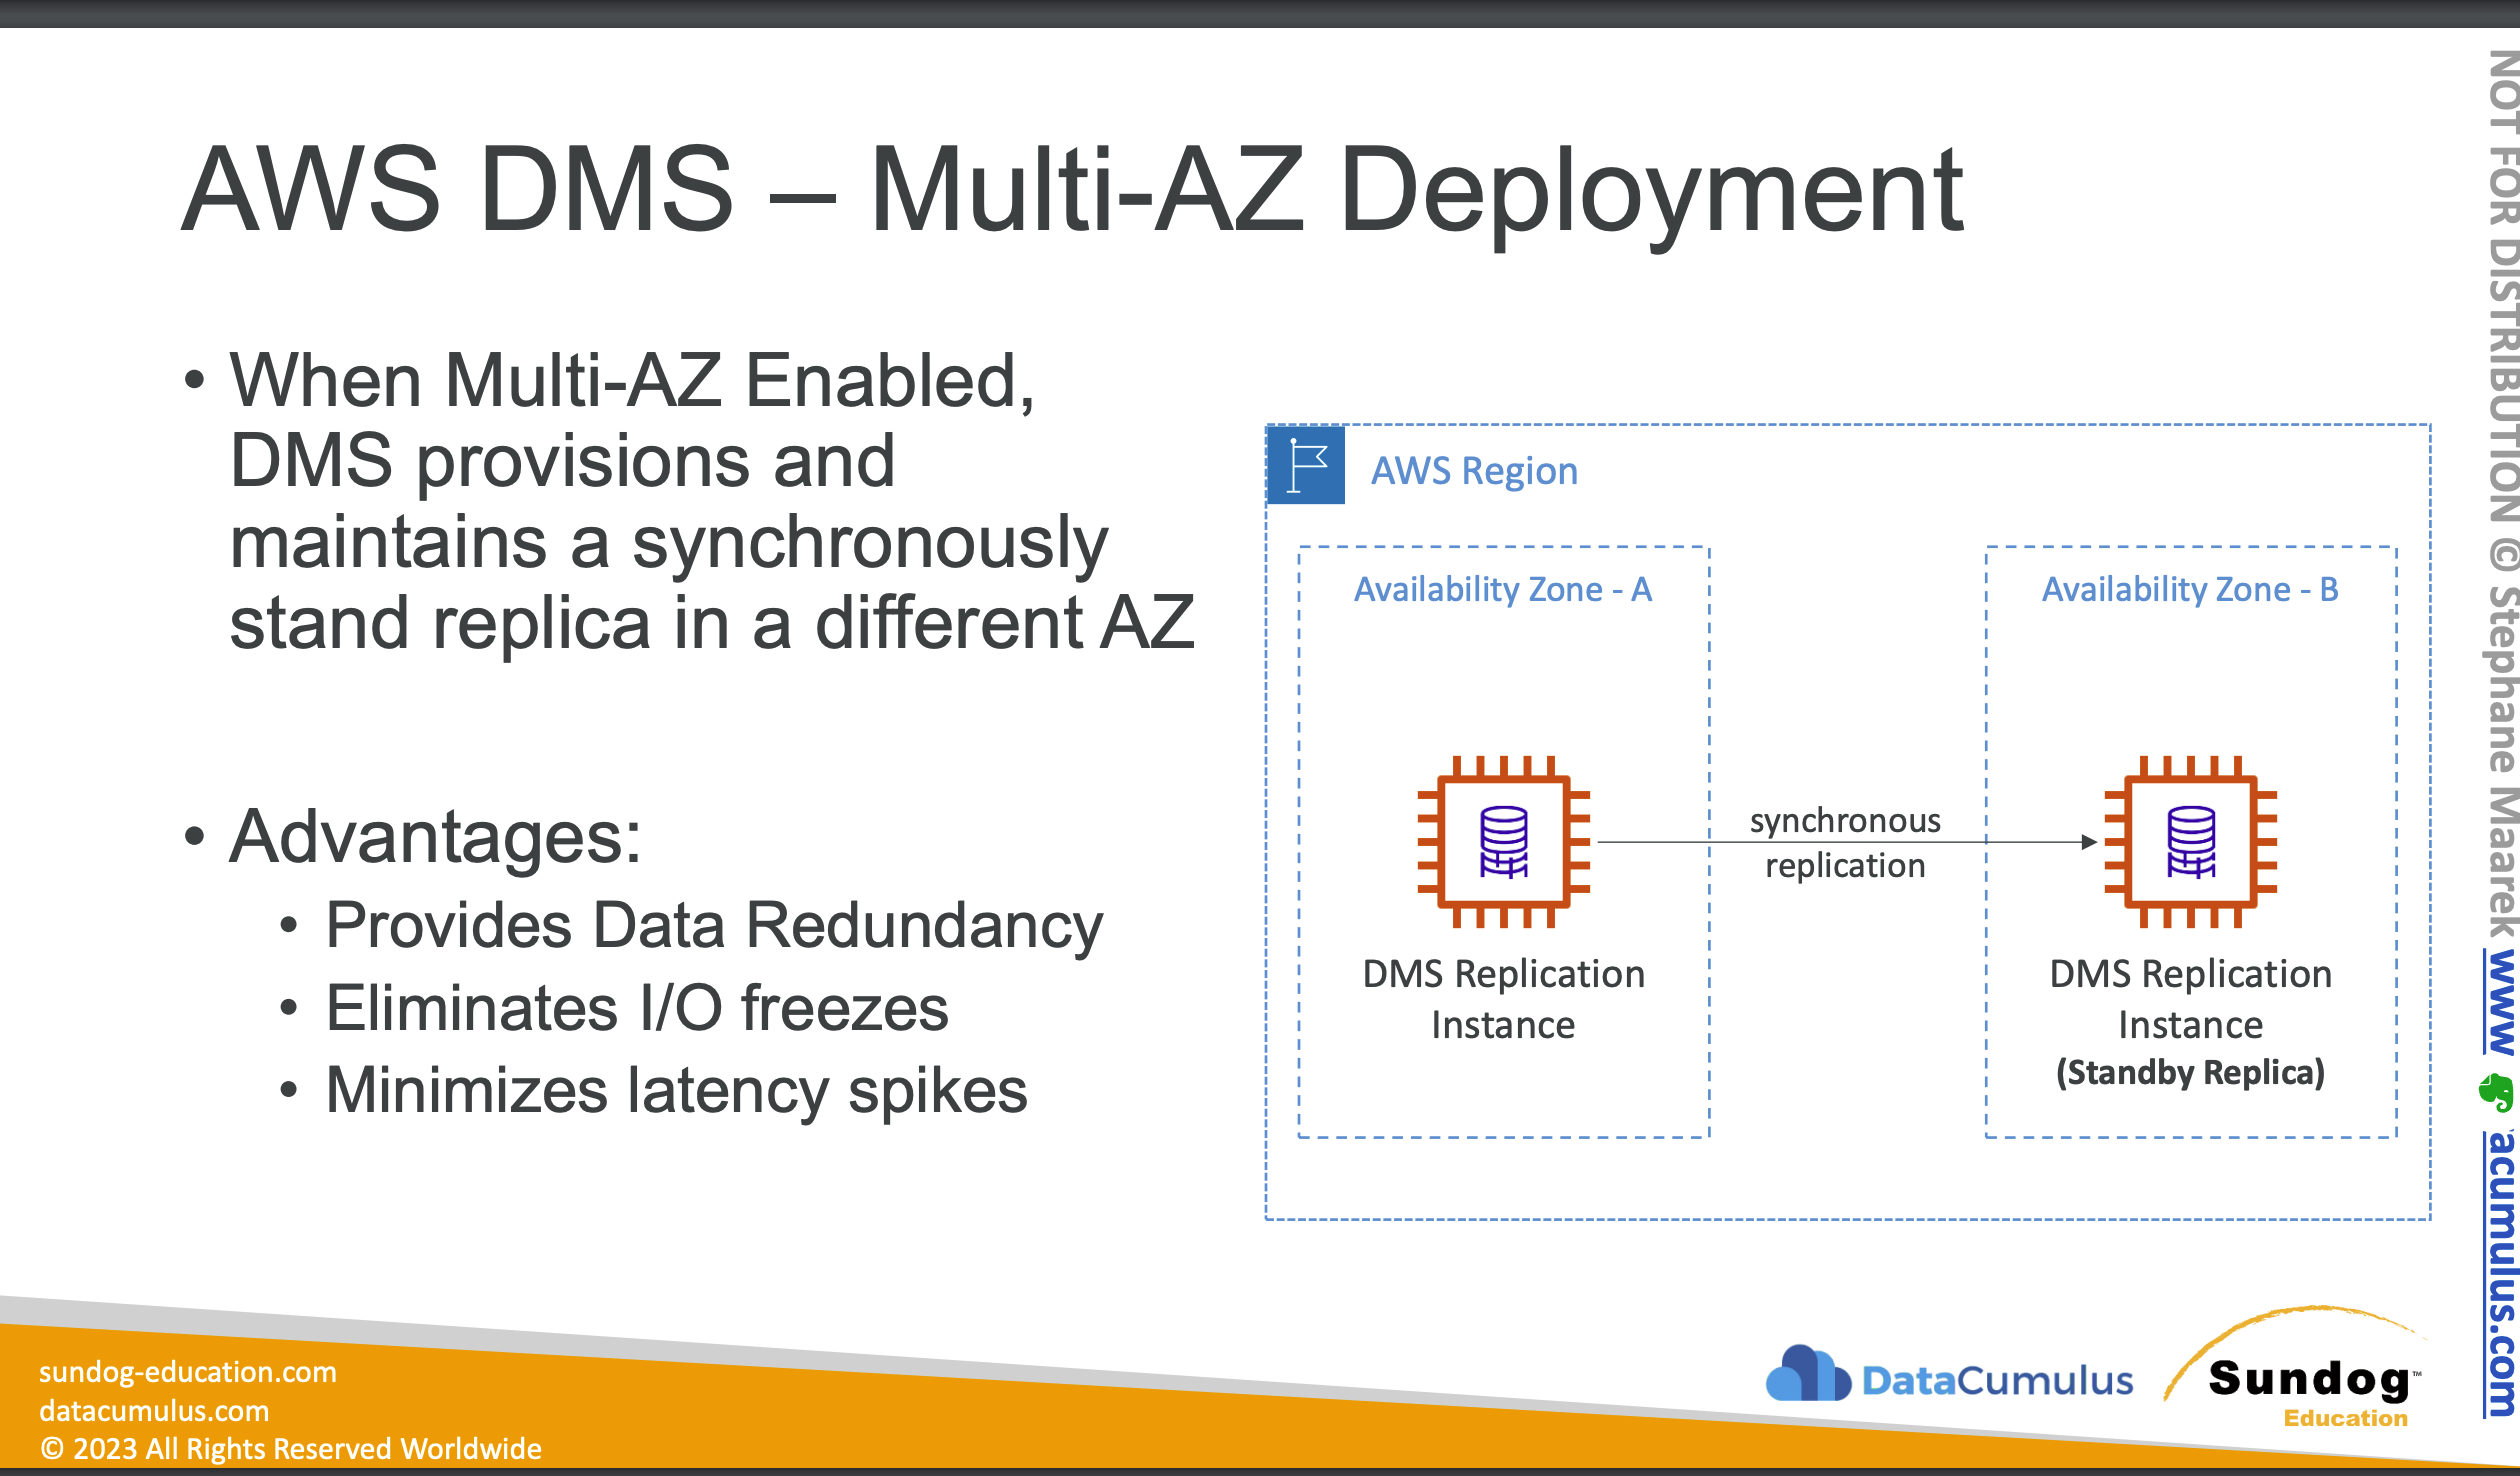 AWS DMS – Multi-AZ Deployment
• When Multi-AZ Enabled,
DMS provisions and
maintains a synchronously
stand replica in a different AZ
• Advantages:
• Provides Data Redundancy
• Eliminates I/O freezes
• Minimizes latency spikes
AWS Region
Availability Zone - A
Availability Zone - B
synchronous
replication
DMS Replication
Instance
DMS Replication
Instance
(Standby Replica)
sundog-education.com
datacumulus.com
© 2023 All Rights Reserved Worldwide
DataCumulus
Sundog™
Education
NOT FOR DISTRIBUTION © Stephane Maarek www acumulus.com